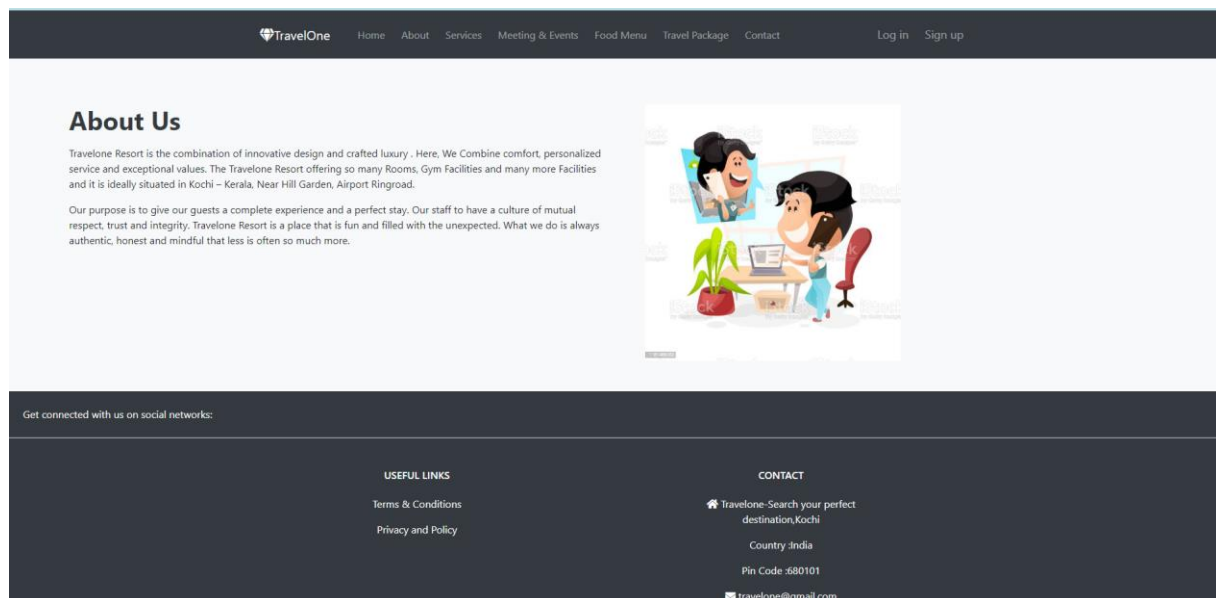 TravelOne
Home About Services Meeting & Events Food Menu Travel Package Contact
Log in Sign up
About Us
Travelone Resort is the combination of innovative design and crafted luxury . Here, We Combine comfort, personalized
service and exceptional values. The Travelone Resort offering so many Rooms, Gym Facilities and many more Facilities
and it is ideally situated in Kochi – Kerala, Near Hill Garden, Airport Ringroad.
Our purpose is to give our guests a complete experience and a perfect stay. Our staff to have a culture of mutual
respect, trust and integrity. Travelone Resort is a place that is fun and filled with the unexpected. What we do is always
authentic, honest and mindful that less is often so much more.
iStock
Get connected with us on social networks:
USEFUL LINKS
Terms & Conditions
Privacy and Policy
CONTACT
Travelone-Search your perfect
destination,Kochi
Country :India
Pin Code :680101
travelone@gmail.com